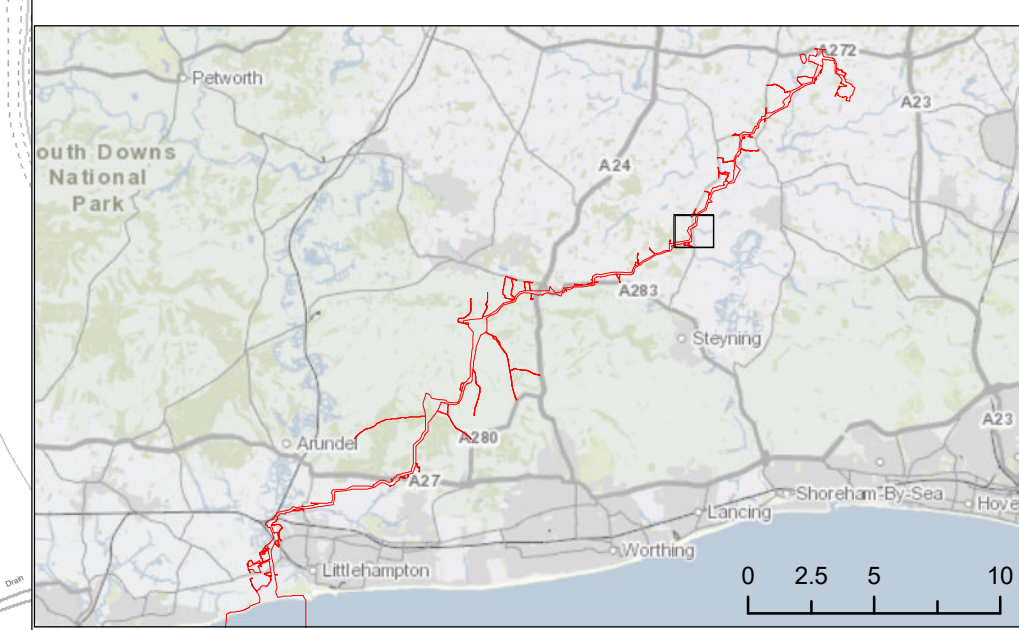 A272
Petworth
A23
outh Downs
National
Park
A24
A283
Steyning
Arundel
A280
A23
A27
Shoreham-By-Sea
Hove
Lancing
Worthing
Littlehampton
Drain
0 2.5 5 10